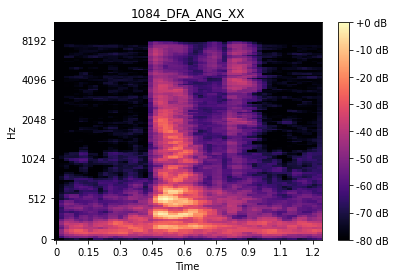 1084_DFA_ANG_XX
+0 dB
8192
-10 dB
4096
-20 dB
-30 dB
2048
-40 dB
Hz
1024
-50 dB
512
-60 dB
-70 dB
0
-80 dB
0 0.15 0.3 0.45 0.6 0.75 0.9 1.1 1.2
Time